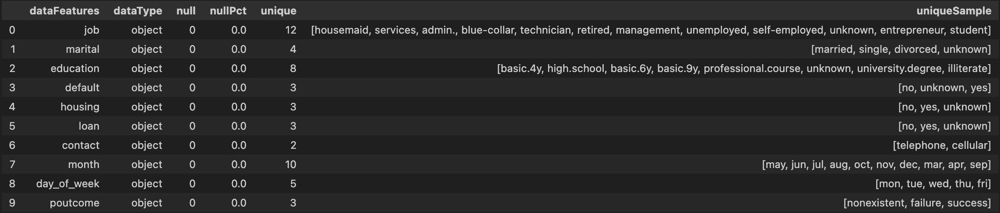 dataFeatures dataType null nullPct unique uniqueSample
0 job object 0 0.0 12 [housemaid, services, admin., blue-collar, technician, retired, management, unemployed, self-employed, unknown, entrepreneur, student]
1 marital object 0 0.0 4 [married, single, divorced, unknown]
2 education object 0 0.0 8 [basic.4y, high.school, basic.6y, basic.9y, professional.course, unknown, university.degree, illiterate]
3 default object 0 0.0 3 [no, unknown, yes]
4 housing object 0 0.0 3 [no, yes, unknown]
5 loan object 0 0.0 3 [no, yes, unknown]
6 contact object 0 0.0 2 [telephone, cellular]
7 month object 0 0.0 10 [may, jun, jul, aug, oct, nov, dec, mar, apr, sep]
8 day_of_week object 0 0.0 5 [mon, tue, wed, thu, fri]
9 poutcome object 0 0.0 3 [nonexistent, failure, success]